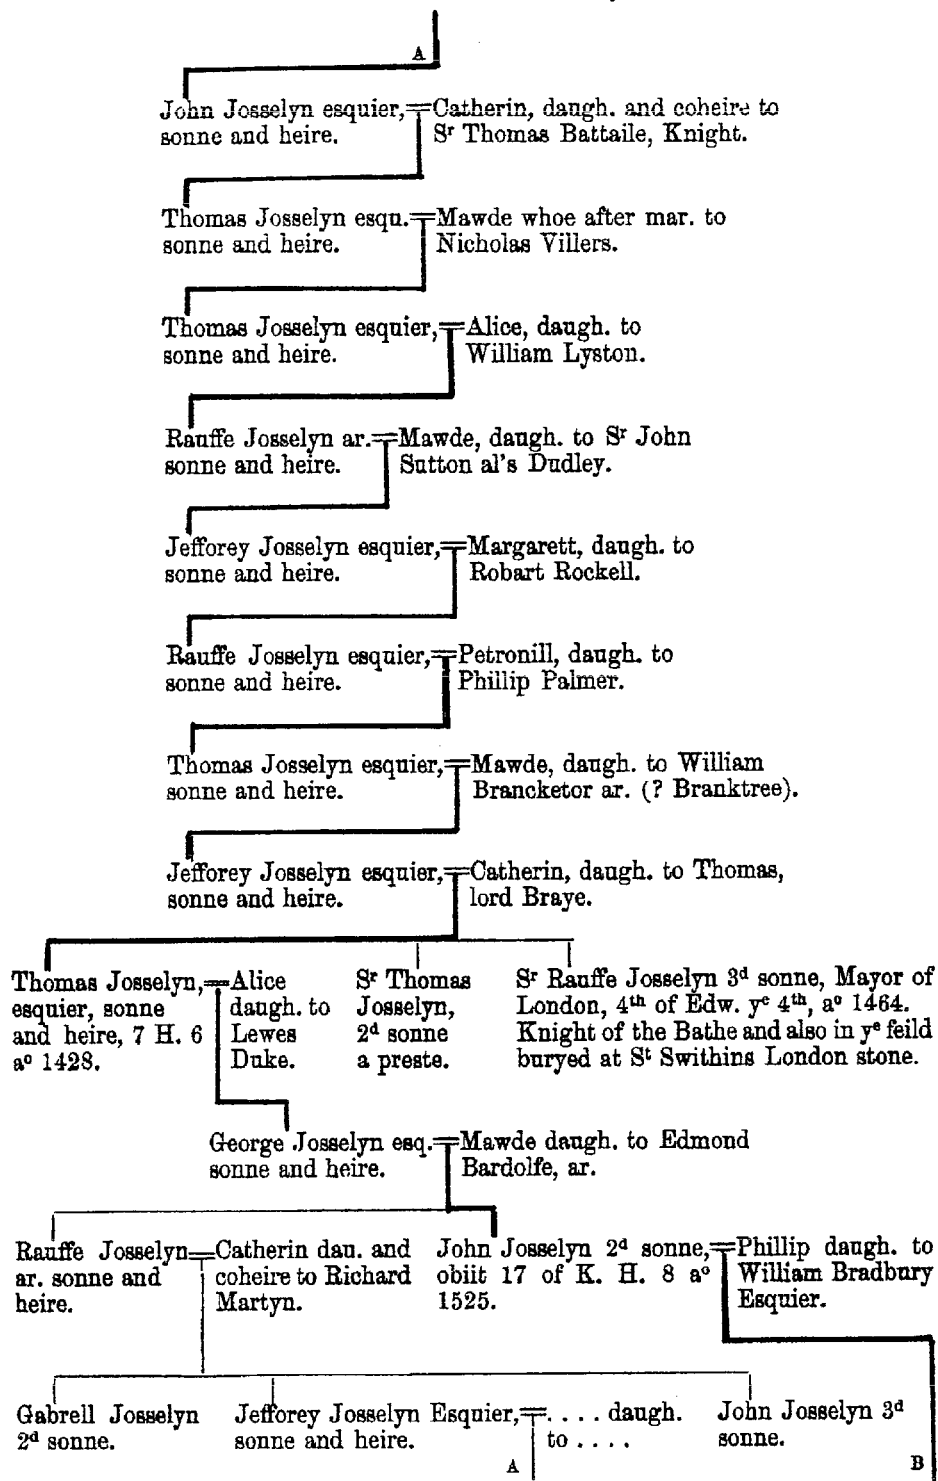 A
John Josselyn esquier,=Catherin, daugh. and coheire to
sonne and heire. Sʳ Thomas Battaile, Knight.
Thomas Josselyn esqu.=Mawde whoe after mar. to
sonne and heire. Nicholas Villers.
Thomas Josselyn esquier,=Alice, daugh. to
sonne and heire. William Lyston.
Rauffe Josselyn ar.=Mawde, daugh. to Sʳ John
sonne and heire. Sutton al's Dudley.
Jefforey Josselyn esquier,=Margarett, daugh. to
sonne and heire. Robart Rockell.
Rauffe Josselyn esquier,=Petronill, daugh. to
sonne and heire. Phillip Palmer.
Thomas Josselyn esquier,=Mawde, daugh. to William
sonne and heire. Brancketor ar. (? Branktree).
Jefforey Josselyn esquier,=Catherin, daugh. to Thomas,
sonne and heire. lord Braye.
Thomas Josselyn,=Alice
esquier, sonne daugh. to
and heire, 7 H. 6 Lewes
aᵒ 1428. Duke.
Sʳ Thomas
Josselyn,
2ᵈ sonne
a preste.
Sʳ Rauffe Josselyn 3ᵈ sonne, Mayor of
London, 4ᵗʰ of Edw. yᵉ 4ᵗʰ, aᵒ 1464.
Knight of the Bathe and also in yᵉ feild
buryed at Sᵗ Swithins London stone.
George Josselyn esq.=Mawde daugh. to Edmond
sonne and heire. Bardolfe, ar.
Rauffe Josselyn=Catherin dau. and
ar. sonne and coheire to Richard
heire. Martyn.
John Josselyn 2ᵈ sonne,=Phillip daugh. to
obiit 17 of K. H. 8 aᵒ William Bradbury
1525. Esquier.
Gabrell Josselyn
2ᵈ sonne.
Jefforey Josselyn Esquier,=. . . . daugh.
sonne and heire. to . . . .
John Josselyn 3ᵈ
sonne.
A B